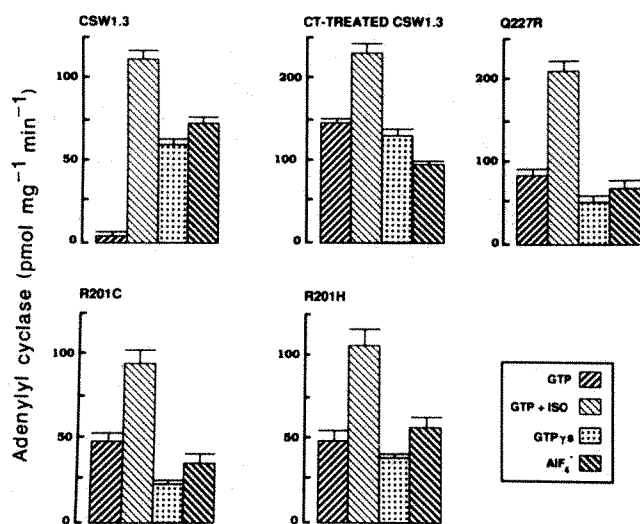 CSW1.3
CT-TREATED CSW1.3
Q227R
Adenylyl cyclase (pmol mg⁻¹ min⁻¹)
100
50
0
200
100
0
200
100
0
R201C
R201H
100
50
0
100
50
0
GTP
GTP + ISO
GTPγs
AlF₄⁻